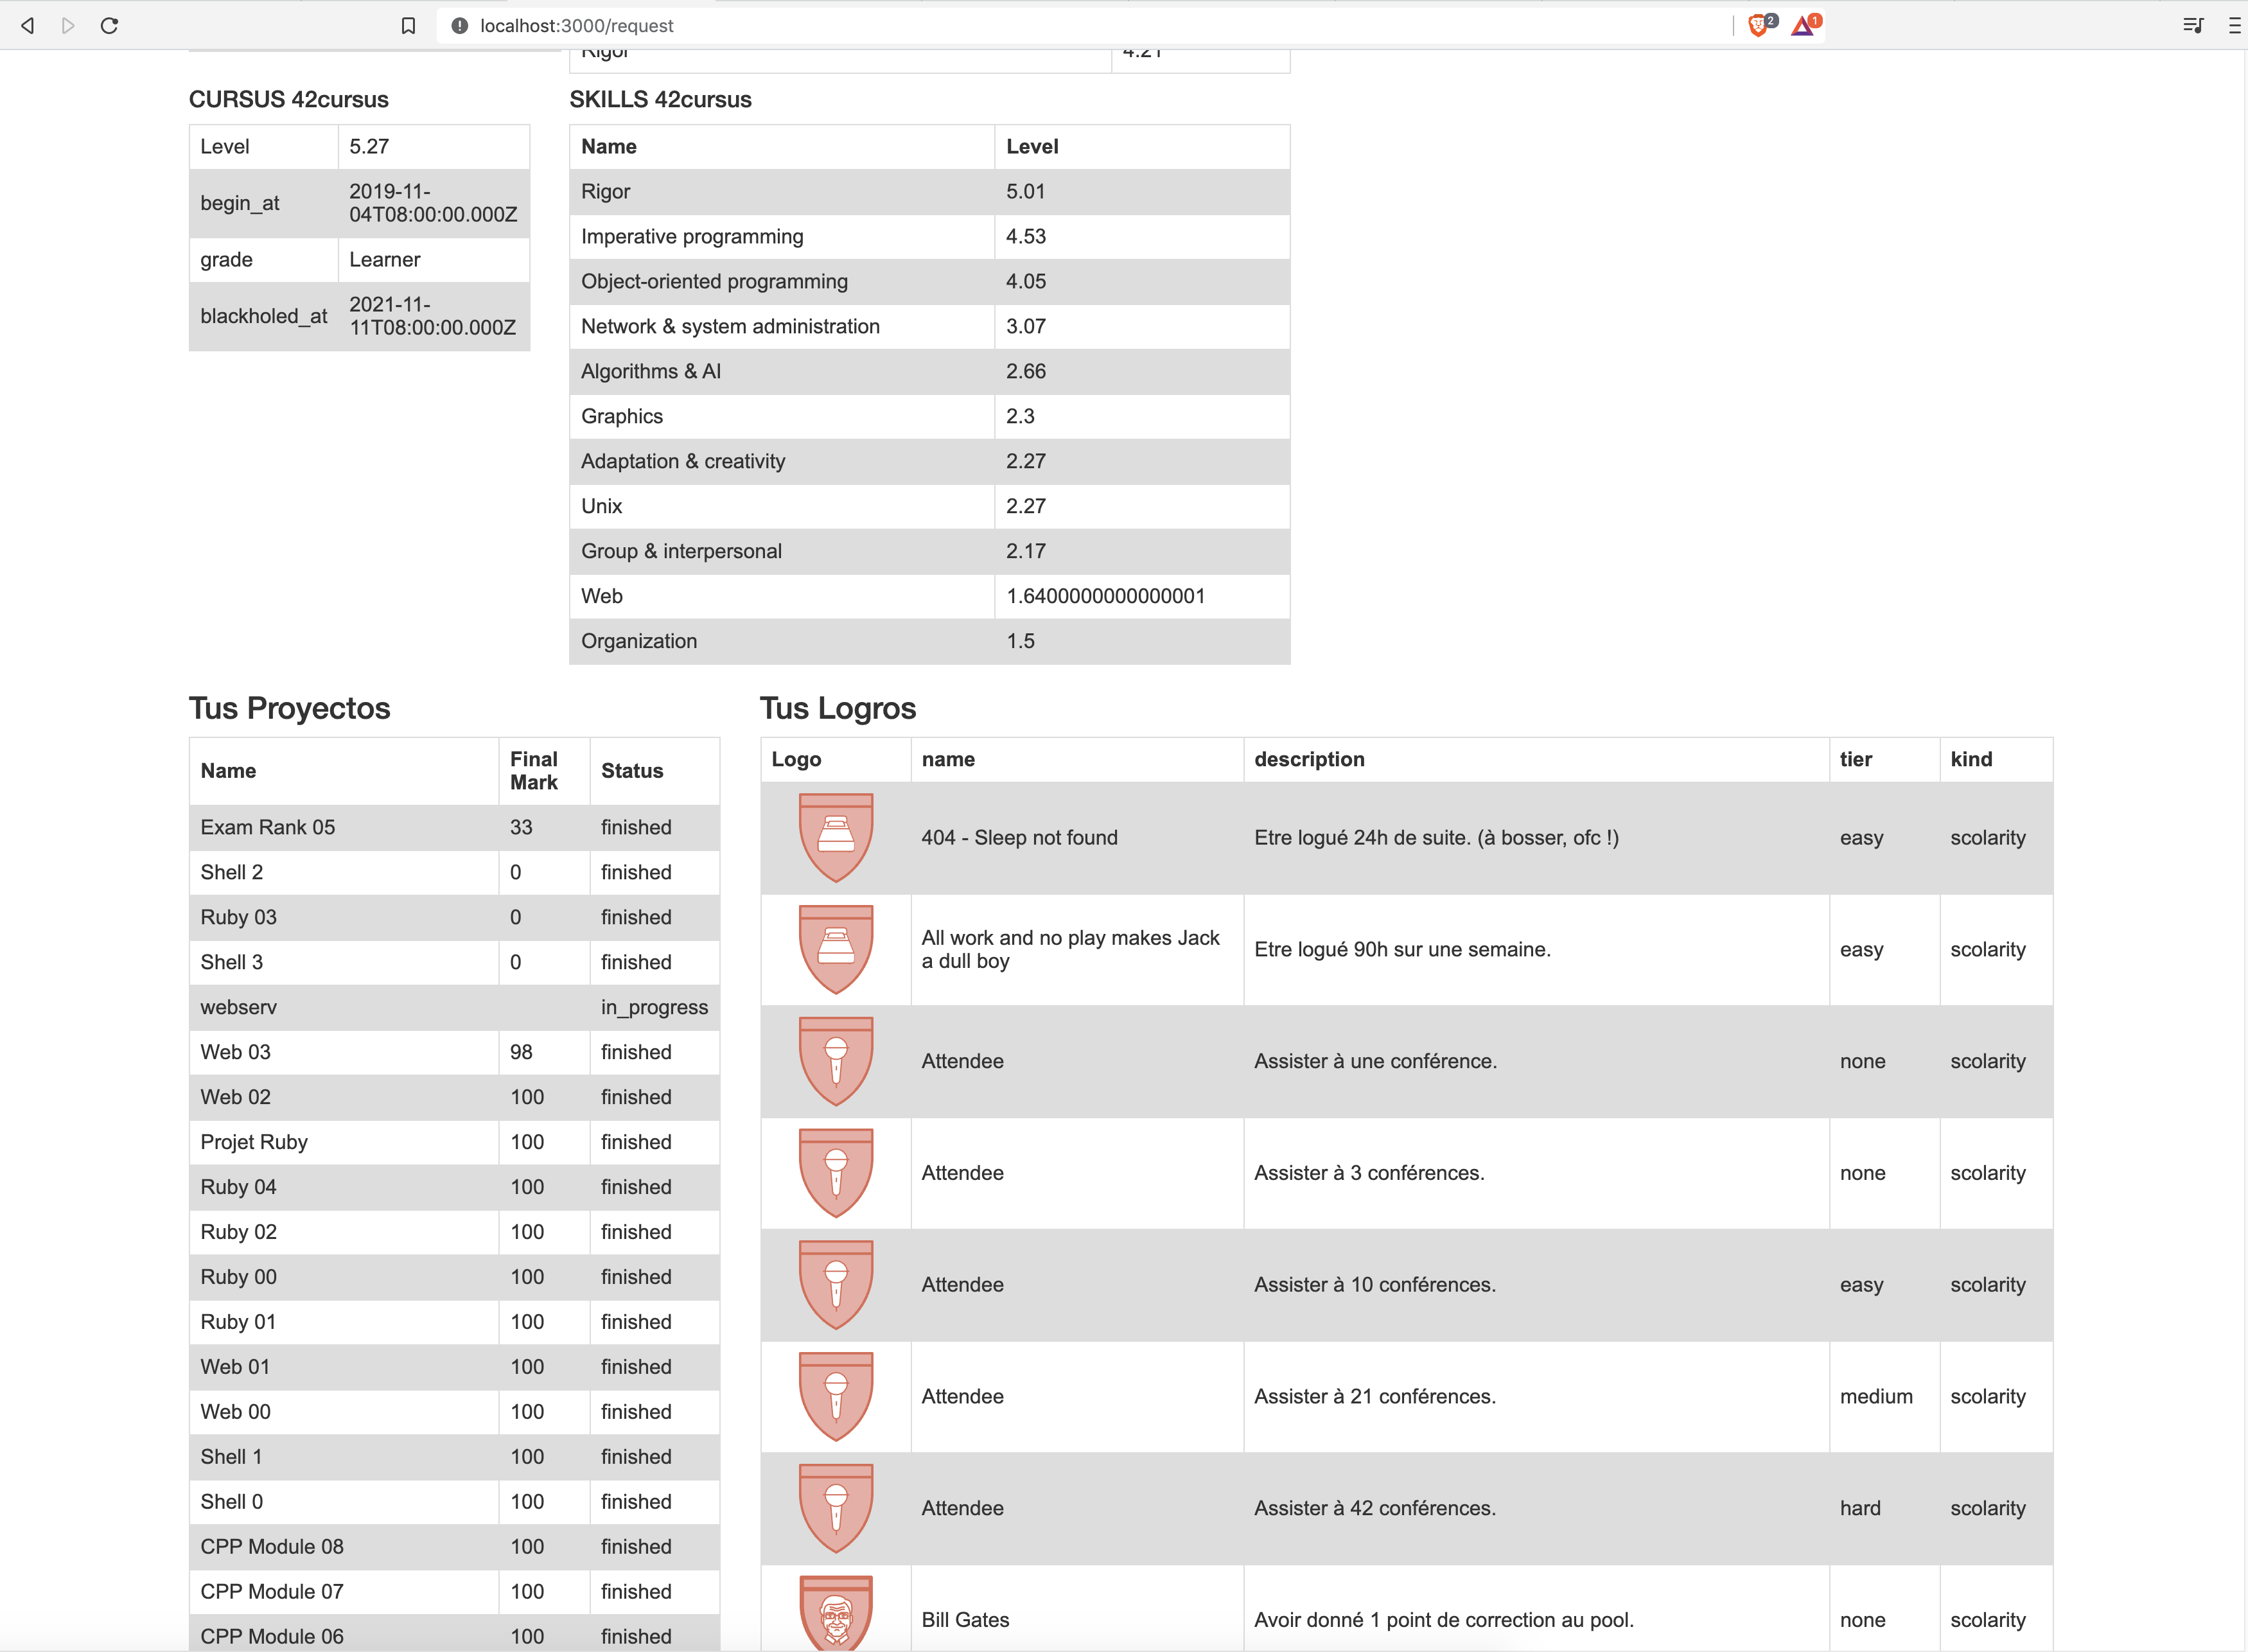 localhost:3000/request
2
1
Rigor 4.21
CURSUS 42cursus
Level 5.27
begin_at 2019-11-
04T08:00:00.000Z
grade Learner
blackholed_at 2021-11-
11T08:00:00.000Z
SKILLS 42cursus
Name Level
Rigor 5.01
Imperative programming 4.53
Object-oriented programming 4.05
Network & system administration 3.07
Algorithms & AI 2.66
Graphics 2.3
Adaptation & creativity 2.27
Unix 2.27
Group & interpersonal 2.17
Web 1.6400000000000001
Organization 1.5
Tus Proyectos
Name Final
Mark Status
Exam Rank 05 33 finished
Shell 2 0 finished
Ruby 03 0 finished
Shell 3 0 finished
webserv in_progress
Web 03 98 finished
Web 02 100 finished
Projet Ruby 100 finished
Ruby 04 100 finished
Ruby 02 100 finished
Ruby 00 100 finished
Ruby 01 100 finished
Web 01 100 finished
Web 00 100 finished
Shell 1 100 finished
Shell 0 100 finished
CPP Module 08 100 finished
CPP Module 07 100 finished
CPP Module 06 100 finished
Tus Logros
Logo name description tier kind
404 - Sleep not found Etre logué 24h de suite. (à bosser, ofc !) easy scolarity
All work and no play makes Jack
a dull boy Etre logué 90h sur une semaine. easy scolarity
Attendee Assister à une conférence. none scolarity
Attendee Assister à 3 conférences. none scolarity
Attendee Assister à 10 conférences. easy scolarity
Attendee Assister à 21 conférences. medium scolarity
Attendee Assister à 42 conférences. hard scolarity
Bill Gates Avoir donné 1 point de correction au pool. none scolarity